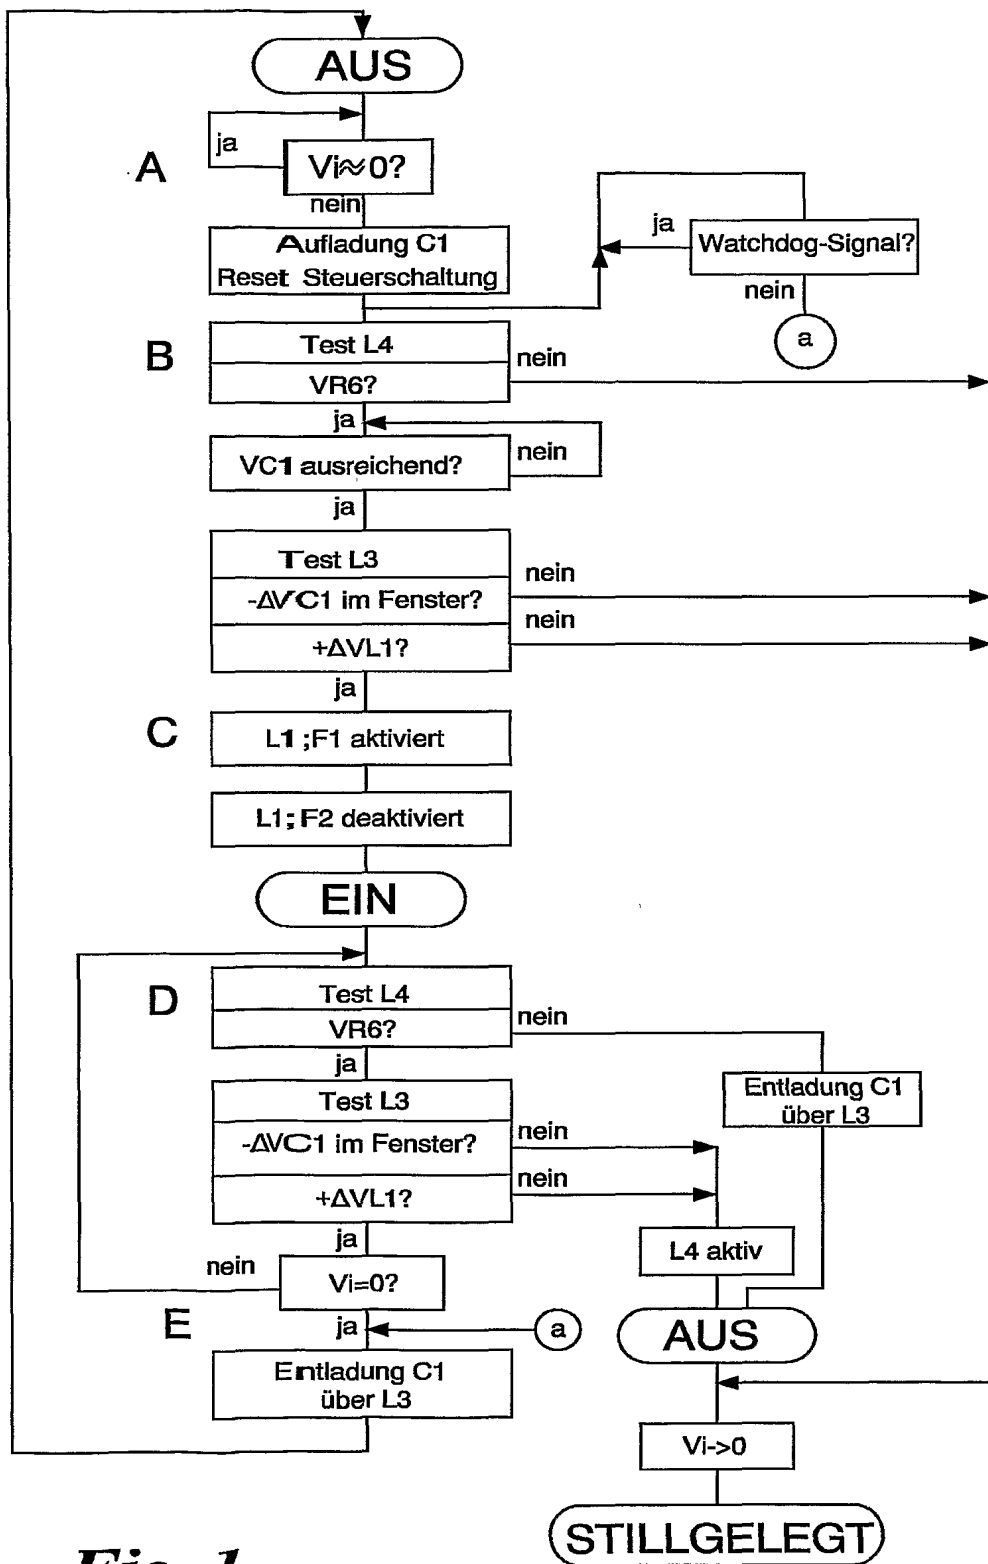 AUS
ja
A
Vi≈0?
nein
Aufladung C1
Reset Steuerschaltung
ja
Watchdog-Signal?
nein
a
B
Test L4
nein
VR6?
ja
VC1 ausreichend?
nein
ja
Test L3
nein
-ΔVC1 im Fenster?
nein
+ΔVL1?
ja
C
L1;F1 aktiviert
L1;F2 deaktiviert
EIN
D
Test L4
nein
VR6?
ja
Entladung C1
über L3
Test L3
nein
-ΔVC1 im Fenster?
nein
+ΔVL1?
ja
L4 aktiv
nein
Vi=0?
E
ja
a
AUS
Entladung C1
über L3
Vi->0
STILLGELEGT
Fig. 1